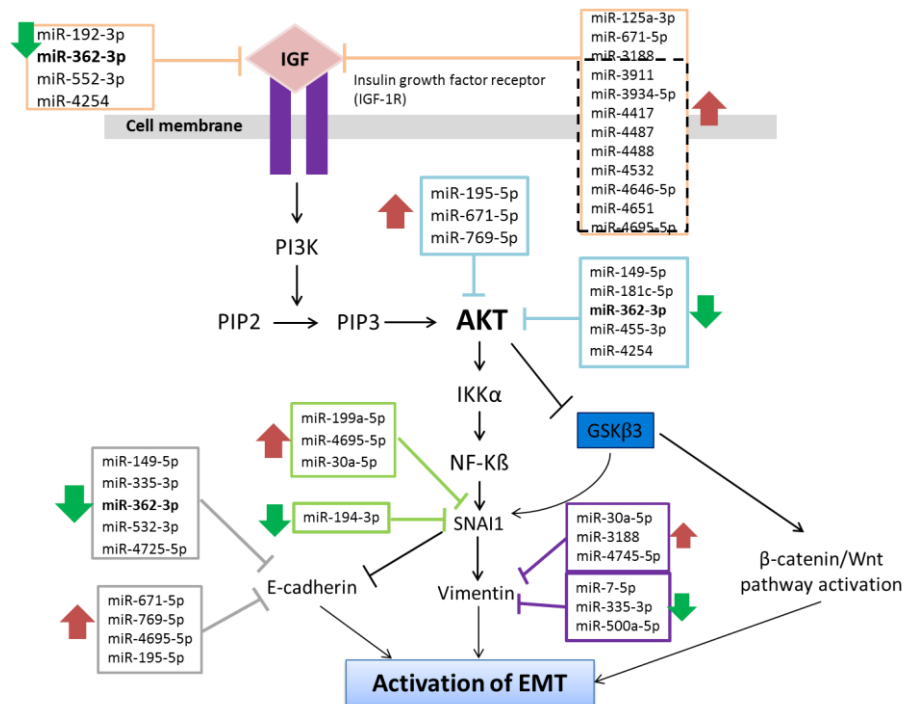 miR-192-3p
miR-362-3p
miR-552-3p
miR-4254
IGF
Insulin growth factor receptor
(IGF-1R)
miR-125a-3p
miR-671-5p
miR-3188
miR-3911
miR-3934-5p
miR-4417
miR-4487
miR-4488
miR-4532
miR-4646-5p
miR-4651
miR-4695-5p
Cell membrane
miR-195-5p
miR-671-5p
miR-769-5p
PI3K
PIP2
PIP3
AKT
miR-149-5p
miR-181c-5p
miR-362-3p
miR-455-3p
miR-4254
IKKα
GSKβ3
NF-Kß
miR-199a-5p
miR-4695-5p
miR-30a-5p
miR-194-3p
SNAI1
miR-149-5p
miR-335-3p
miR-362-3p
miR-532-3p
miR-4725-5p
miR-30a-5p
miR-3188
miR-4745-5p
β-catenin/Wnt
pathway activation
E-cadherin
Vimentin
miR-7-5p
miR-335-3p
miR-500a-5p
miR-671-5p
miR-769-5p
miR-4695-5p
miR-195-5p
Activation of EMT